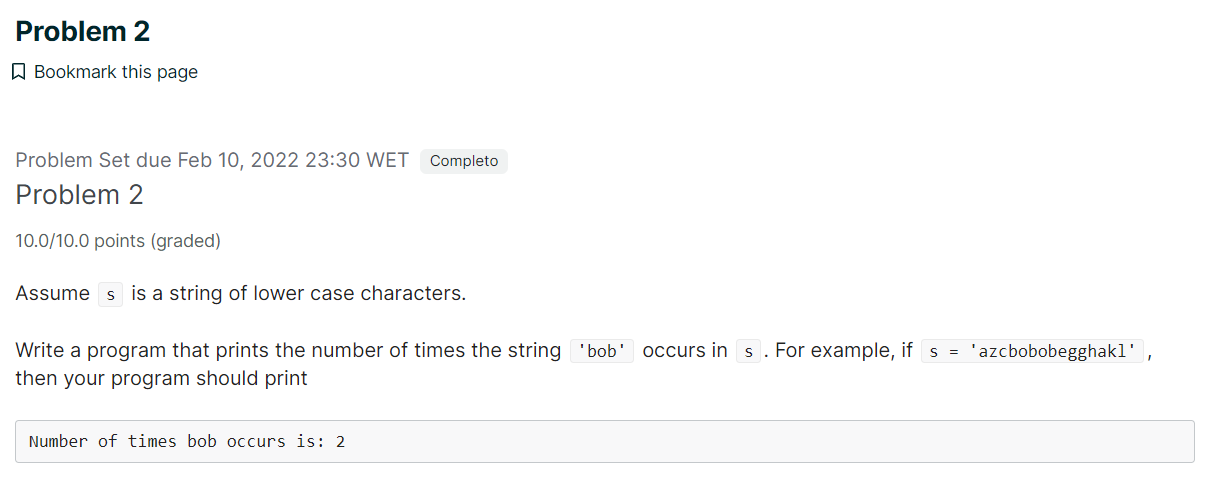 Problem 2
Bookmark this page
Problem Set due Feb 10, 2022 23:30 WET Completo
Problem 2
10.0/10.0 points (graded)
Assume s is a string of lower case characters.
Write a program that prints the number of times the string 'bob' occurs in s. For example, if s = 'azcbobobegghakl',
then your program should print
Number of times bob occurs is: 2